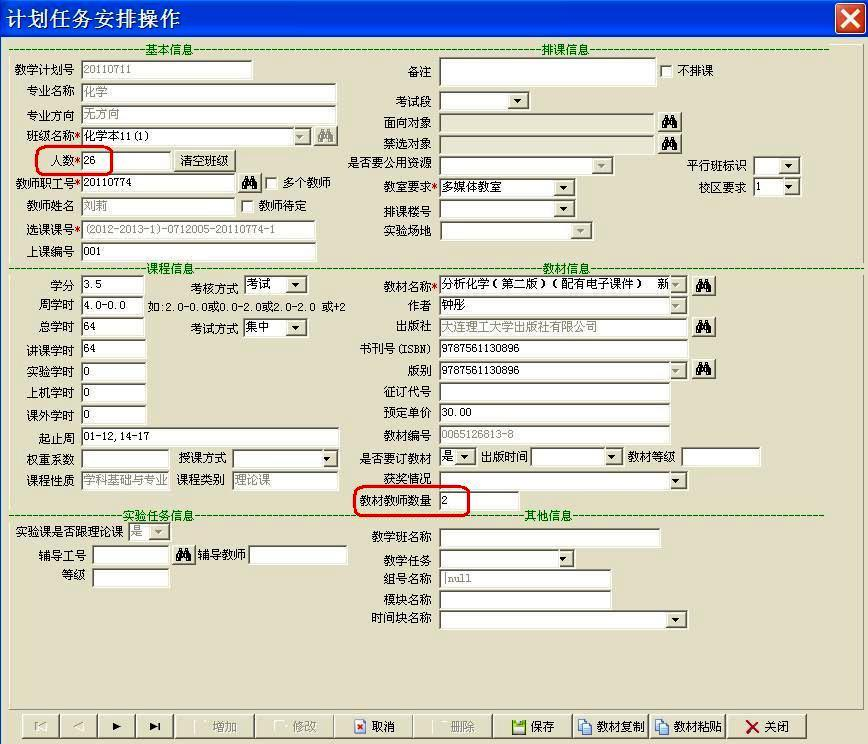 计划任务安排操作
基本信息
教学计划号 20110711
专业名称 化学
专业方向 无方向
班级名称* 化学本11(1)
人数* 26 清空班级
教师职工号* 20110774 多个教师
教师姓名 刘莉 教师待定
选课课号* (2012-2013-1)-0712005-20110774-1
上课编号 001
排课信息
备注 不排课
考试段
面向对象
禁选对象
是否要公用资源 平行班标识
教室要求* 多媒体教室 校区要求 1
排课楼号
实验场地
课程信息
学分 3.5 考核方式 考试
周学时 4.0-0.0 如:2.0-0.0或0.0-2.0或2.0-2.0 或+2
总学时 64 考试方式 集中
讲课学时 64
实验学时 0
上机学时 0
课外学时 0
起止周 01-12,14-17
权重系数 授课方式
课程性质 学科基础与专业 课程类别 理论课
教材信息
教材名称* 分析化学(第二版)(配有电子课件) 新
作者 钟彤
出版社 大连理工大学出版社有限公司
书刊号(ISBN) 9787561130896
版别 9787561130896
征订代号
预定单价 30.00
教材编号 0065126813-8
是否要订教材 是 出版时间 教材等级
获奖情况
教材教师数量 2
实验任务信息
实验课是否跟理论课 是
辅导工号 辅导教师
等级
其他信息
教学班名称
教学任务
组号名称 null
模块名称
时间块名称
增加 修改 取消 删除 保存 教材复制 教材粘贴 关闭